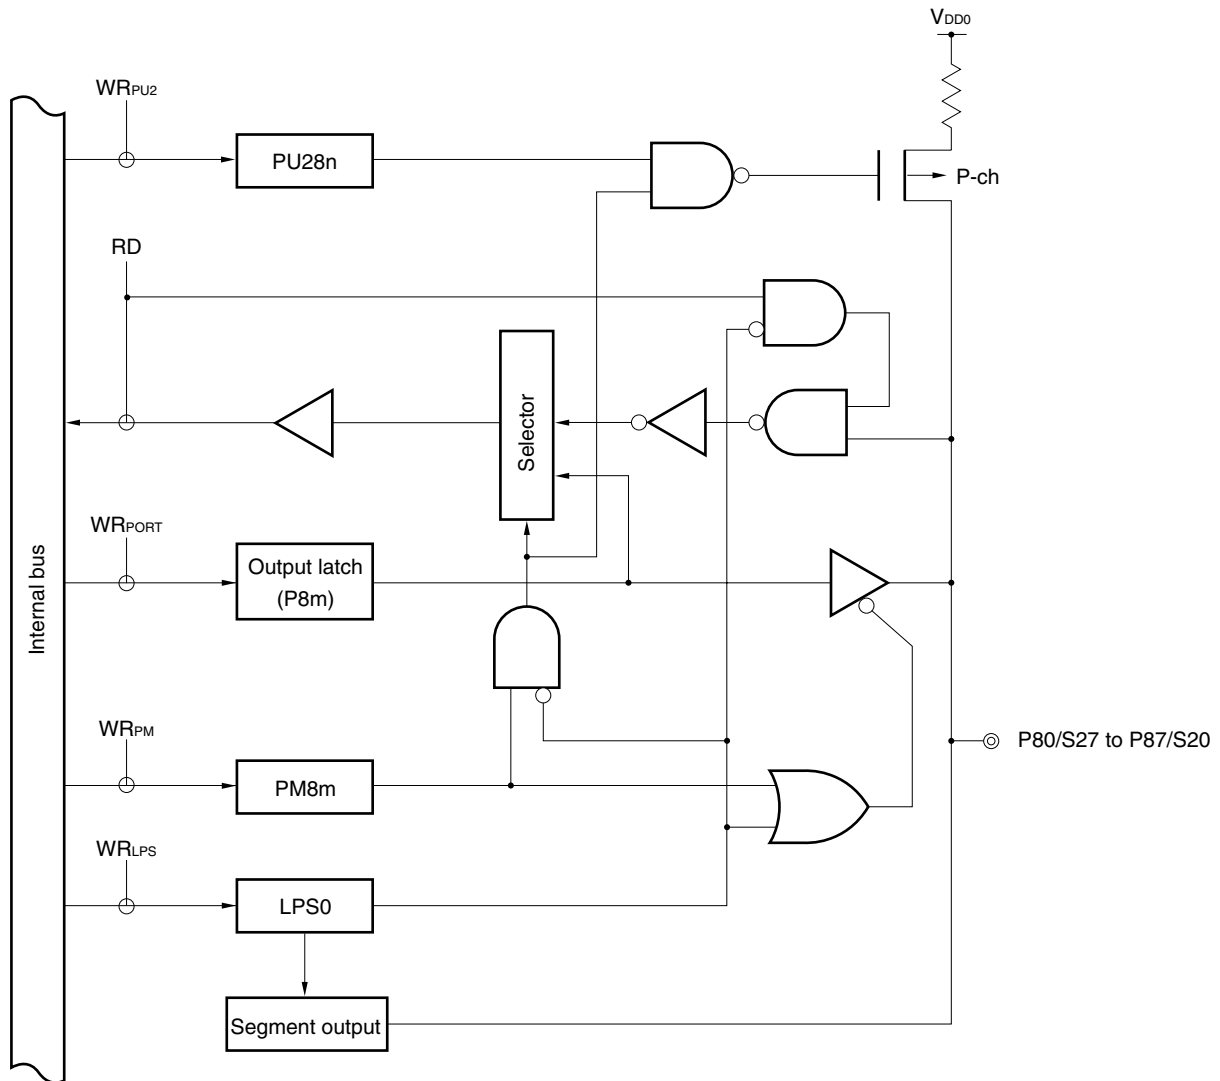 VDD0
WRPU2
PU28n
P-ch
RD
Selector
WRPORT
Output latch
(P8m)
Internal bus
WRPM
PM8m
P80/S27 to P87/S20
WRLPS
LPS0
Segment output